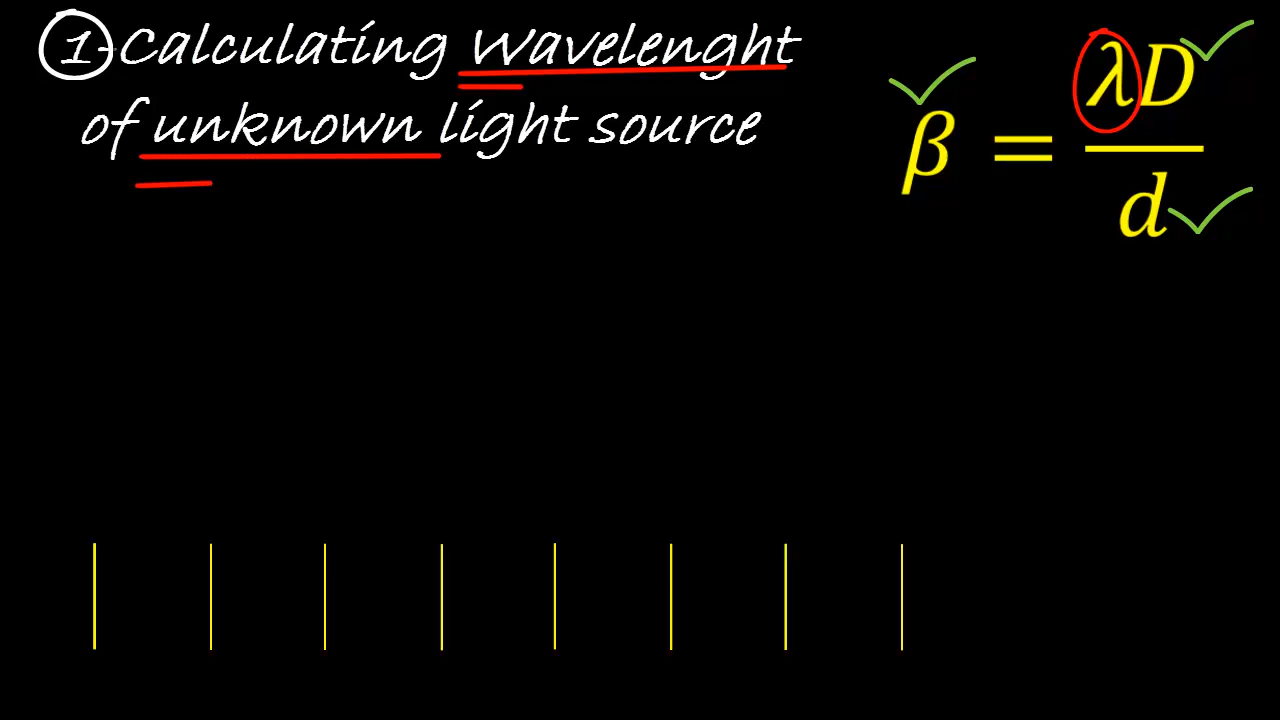 1-Calculating Wavelenght
of unknown light source
β = λD
d